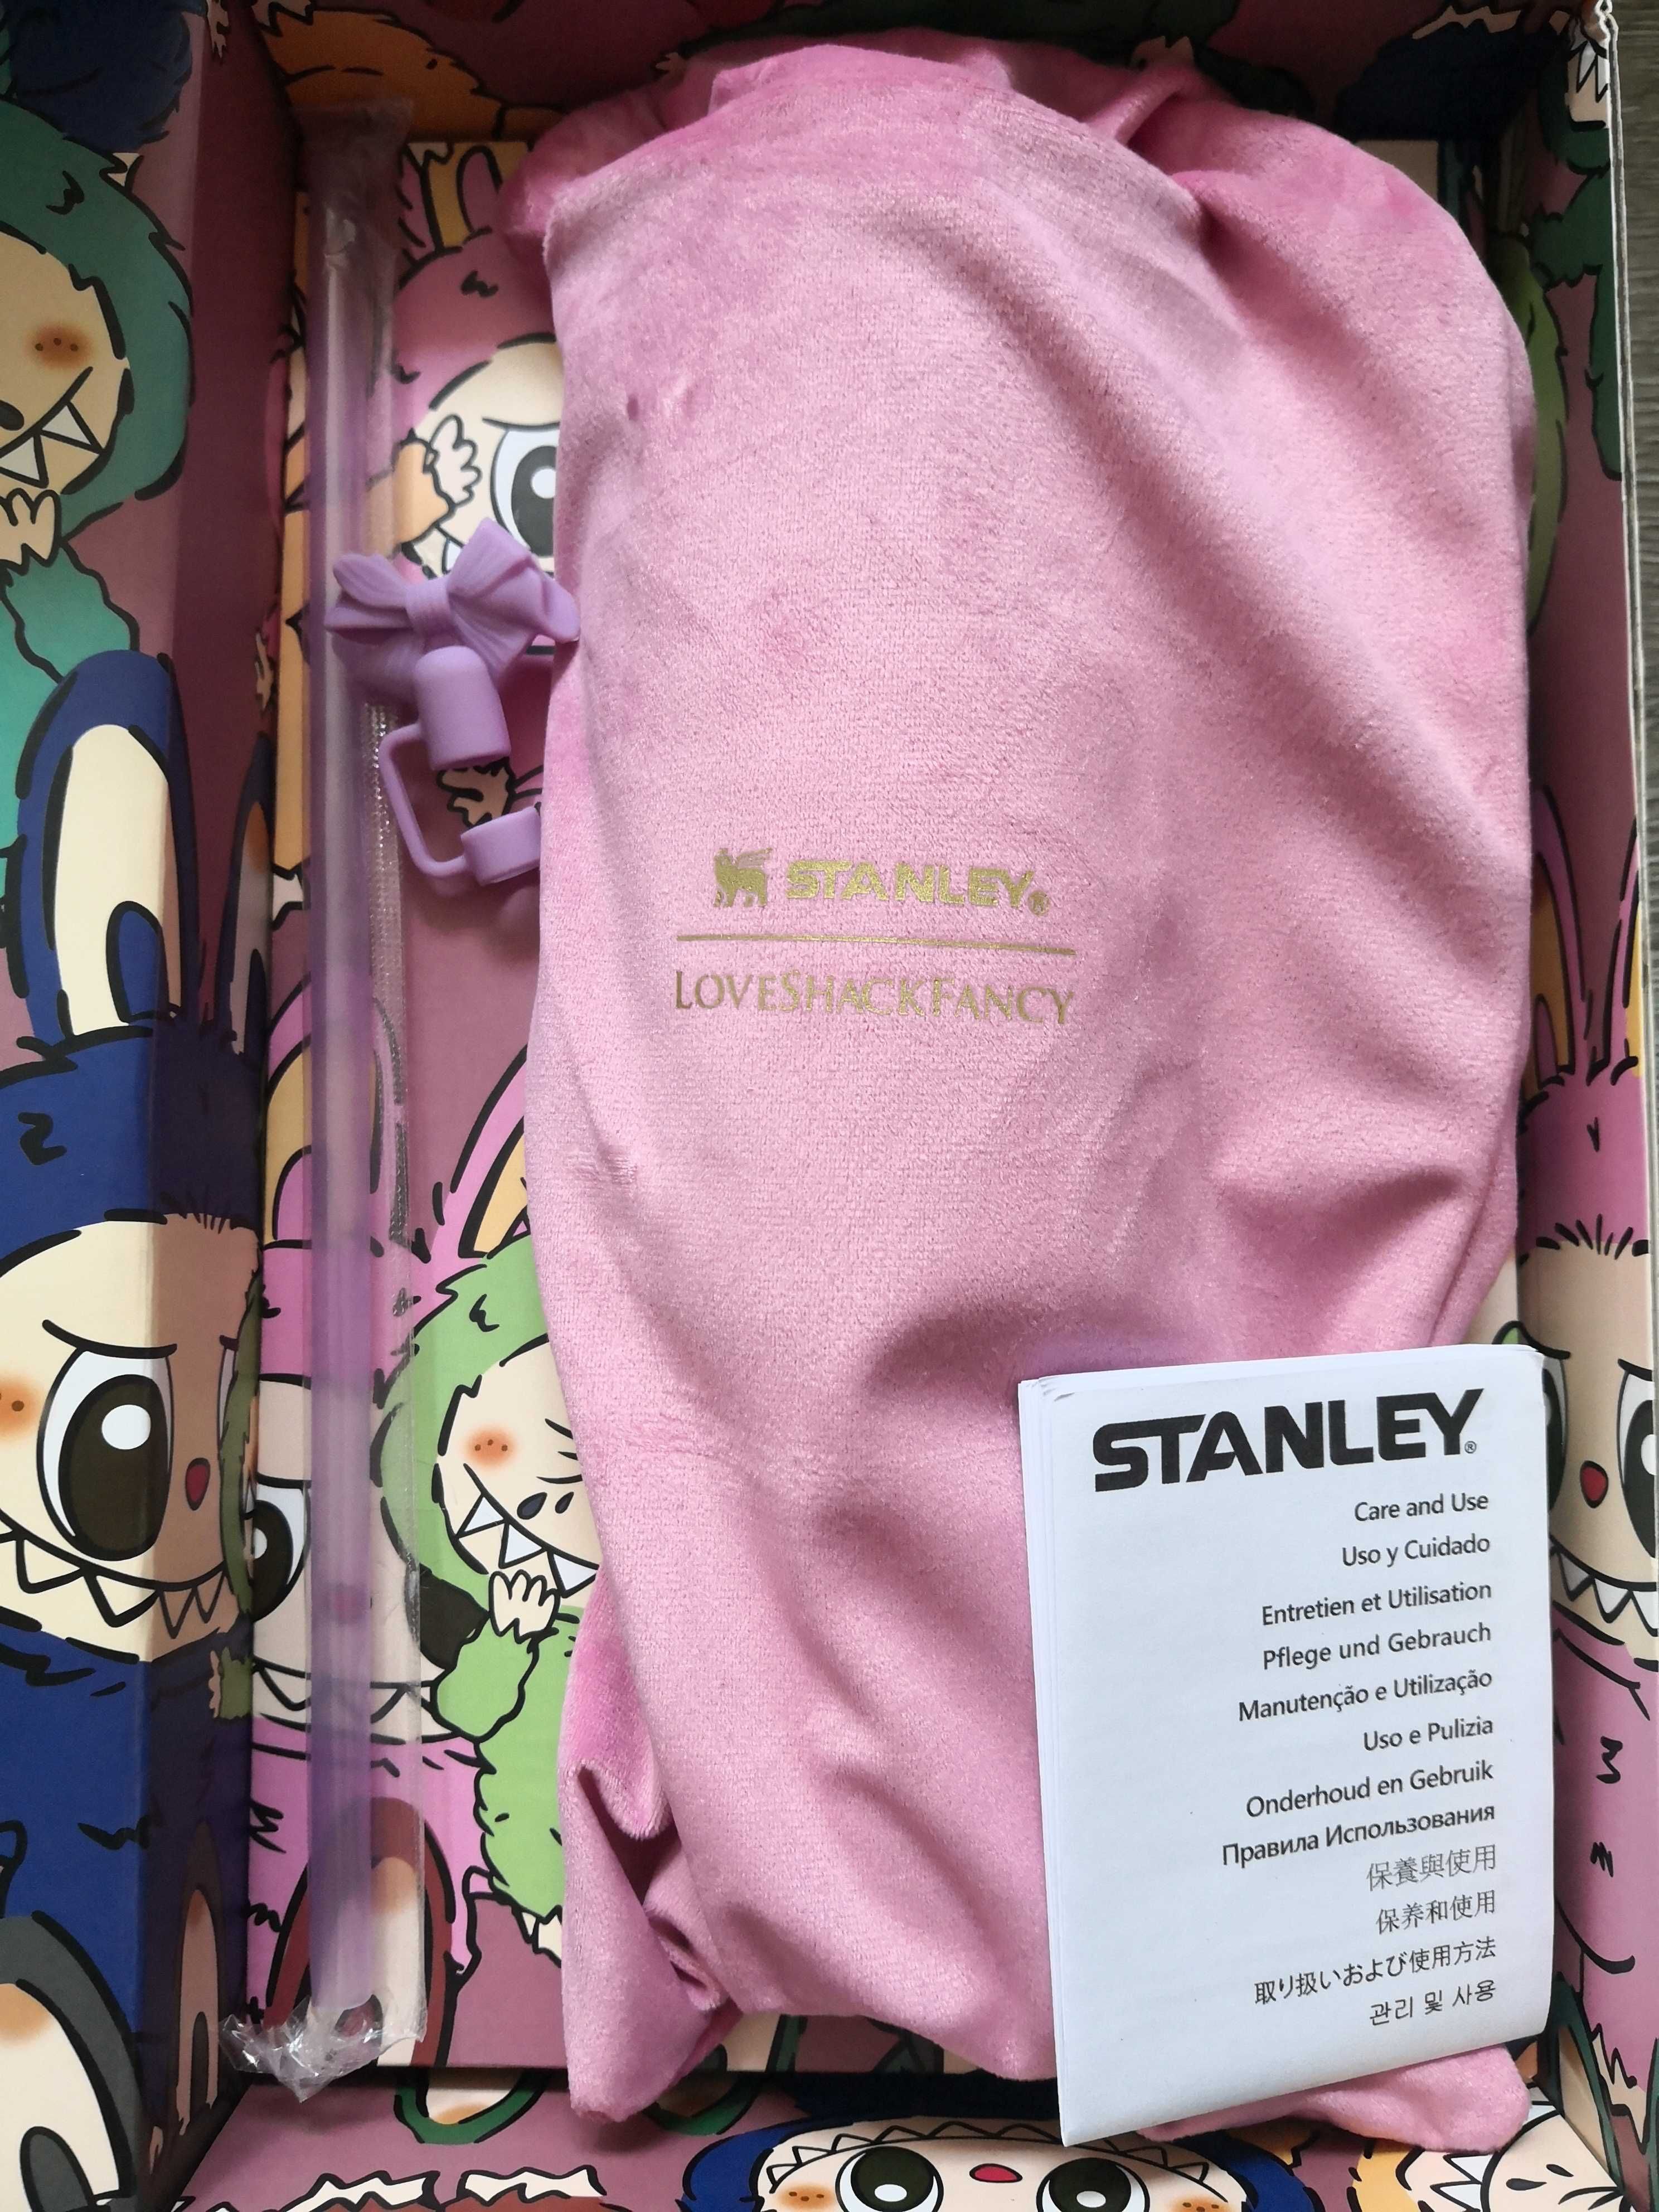 STANLEY®
LOVESHACKFANCY
STANLEY®
Care and Use
Uso y Cuidado
Entretien et Utilisation
Pflege und Gebrauch
Manutenção e Utilização
Uso e Pulizia
Onderhoud en Gebruik
Правила Использования
保養與使用
保养和使用
取り扱いおよび使用方法
관리 및 사용